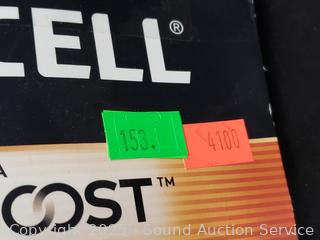 CELL®
153.
4100
A
OOST™
Copyright 2025 - Sound Auction Service